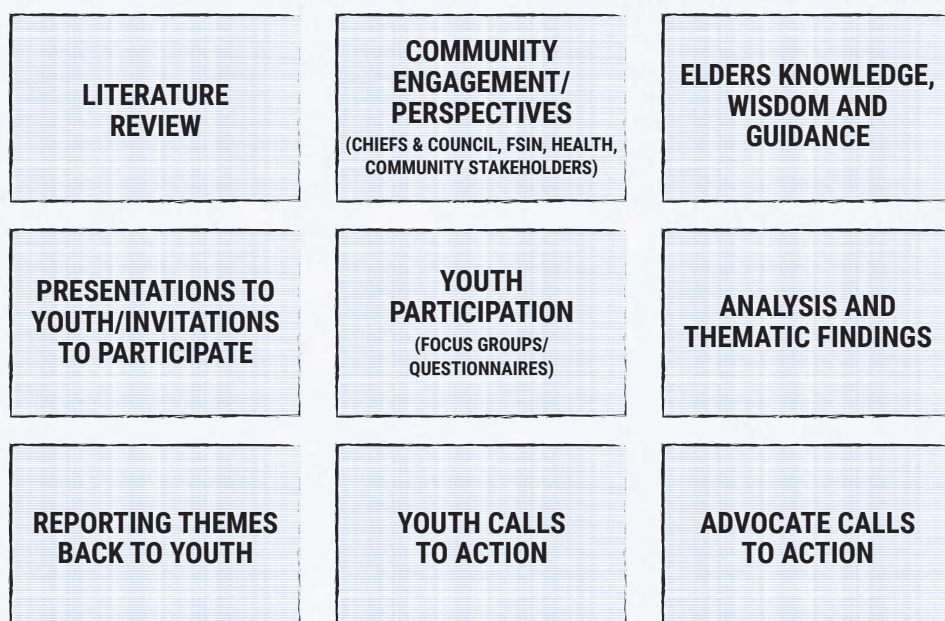 LITERATURE
REVIEW
COMMUNITY
ENGAGEMENT/
PERSPECTIVES
(CHIEFS & COUNCIL, FSIN, HEALTH,
COMMUNITY STAKEHOLDERS)
ELDERS KNOWLEDGE,
WISDOM AND
GUIDANCE
PRESENTATIONS TO
YOUTH/INVITATIONS
TO PARTICIPATE
YOUTH
PARTICIPATION
(FOCUS GROUPS/
QUESTIONNAIRES)
ANALYSIS AND
THEMATIC FINDINGS
REPORTING THEMES
BACK TO YOUTH
YOUTH CALLS
TO ACTION
ADVOCATE CALLS
TO ACTION